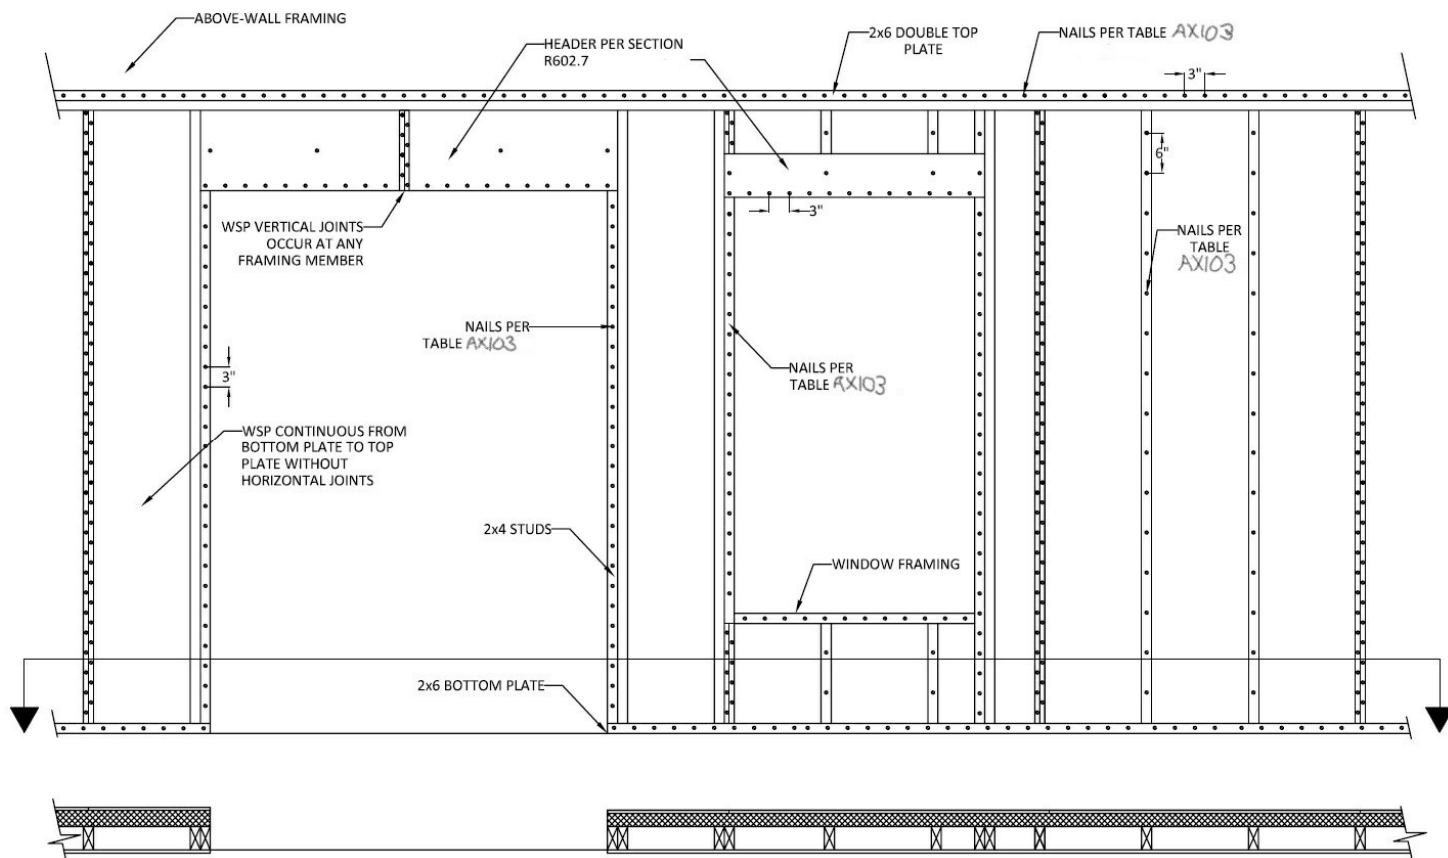 ABOVE-WALL FRAMING
HEADER PER SECTION
R602.7
2x6 DOUBLE TOP
PLATE
NAILS PER TABLE AX103
3"
6"
3"
WSP VERTICAL JOINTS
OCCUR AT ANY
FRAMING MEMBER
NAILS PER
TABLE
AX103
NAILS PER
TABLE AX103
NAILS PER
TABLE AX103
3"
WSP CONTINUOUS FROM
BOTTOM PLATE TO TOP
PLATE WITHOUT
HORIZONTAL JOINTS
2x4 STUDS
WINDOW FRAMING
2x6 BOTTOM PLATE